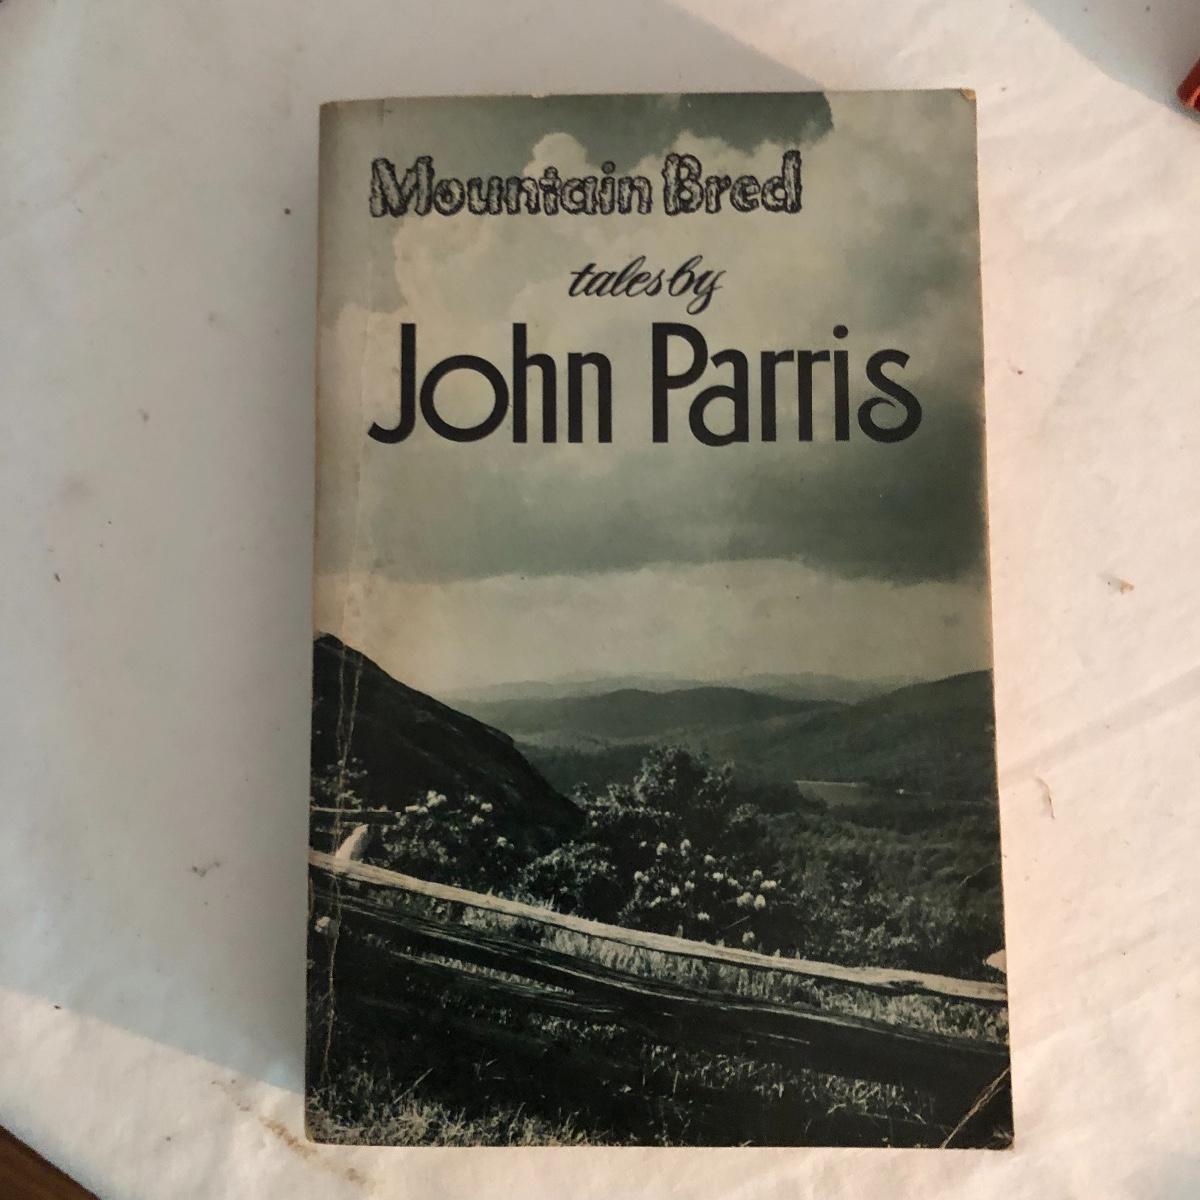 Mountain Bred
tales by
John Parris